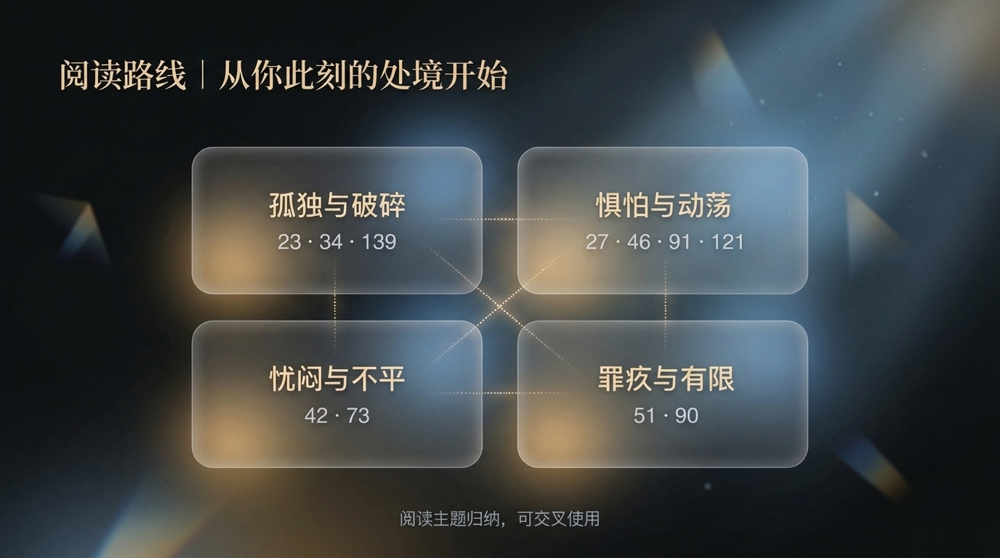 阅读路线｜从你此刻的处境开始
孤独与破碎
23 · 34 · 139
惧怕与动荡
27 · 46 · 91 · 121
忧闷与不平
42 · 73
罪疚与有限
51 · 90
阅读主题归纳，可交叉使用